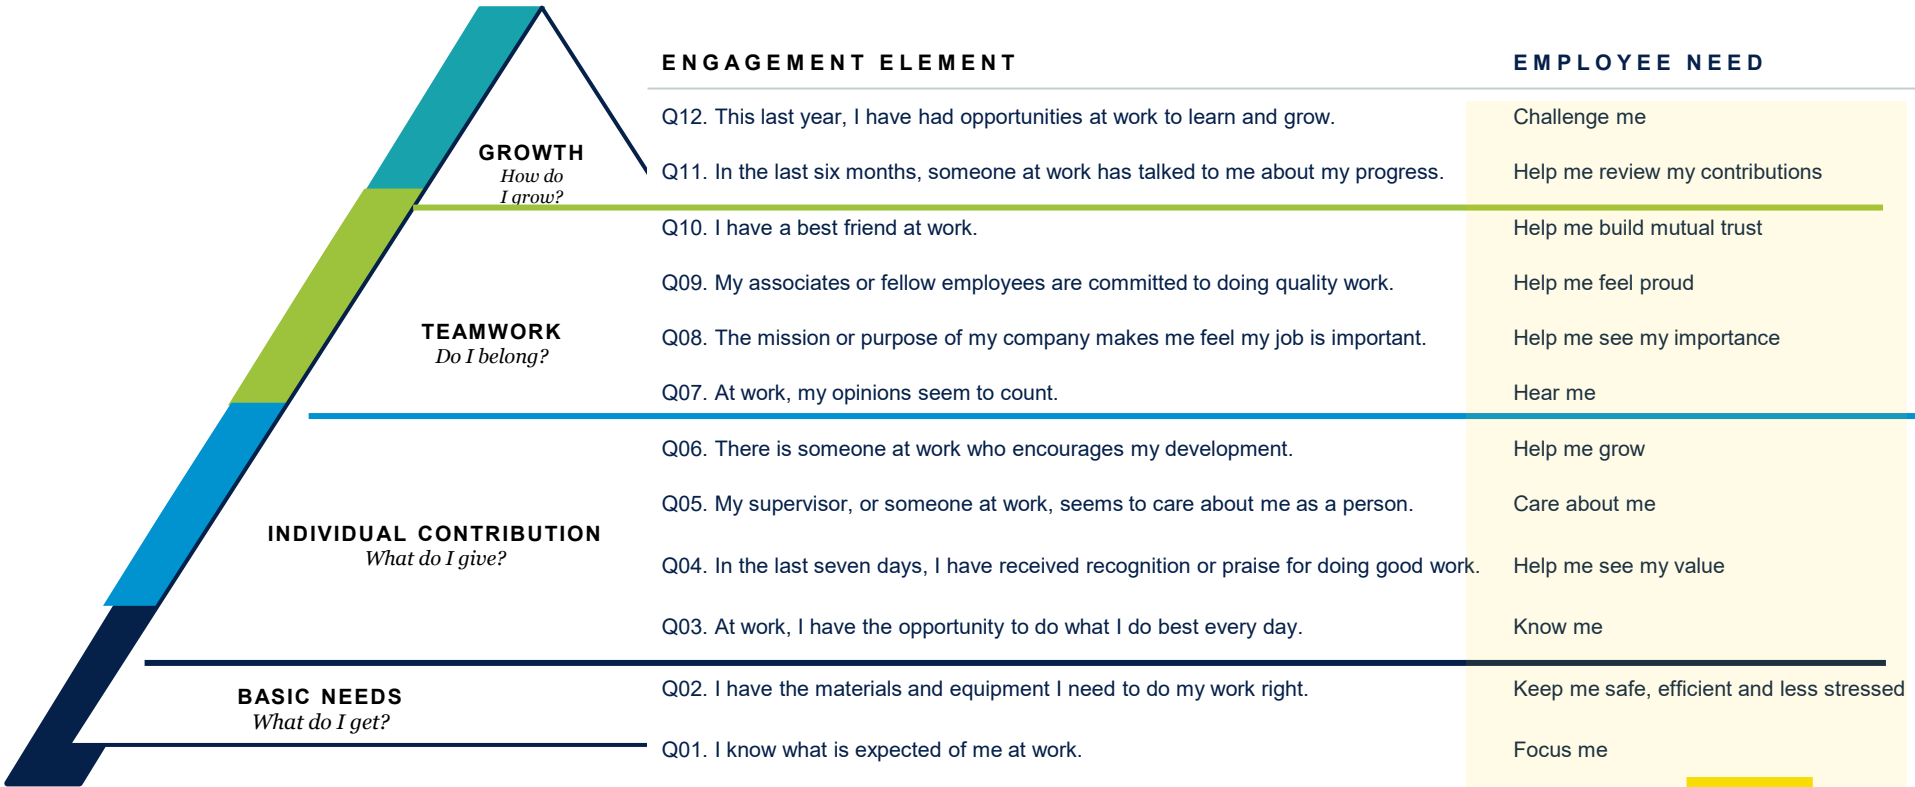 ENGAGEMENT ELEMENT EMPLOYEE NEED
Q12. This last year, I have had opportunities at work to learn and grow. Challenge me
GROWTH
How do
I grow?
Q11. In the last six months, someone at work has talked to me about my progress. Help me review my contributions
Q10. I have a best friend at work. Help me build mutual trust
Q09. My associates or fellow employees are committed to doing quality work. Help me feel proud
TEAMWORK
Do I belong?
Q08. The mission or purpose of my company makes me feel my job is important. Help me see my importance
Q07. At work, my opinions seem to count. Hear me
Q06. There is someone at work who encourages my development. Help me grow
Q05. My supervisor, or someone at work, seems to care about me as a person. Care about me
INDIVIDUAL CONTRIBUTION
What do I give?
Q04. In the last seven days, I have received recognition or praise for doing good work. Help me see my value
Q03. At work, I have the opportunity to do what I do best every day. Know me
BASIC NEEDS
What do I get?
Q02. I have the materials and equipment I need to do my work right. Keep me safe, efficient and less stressed
Q01. I know what is expected of me at work. Focus me